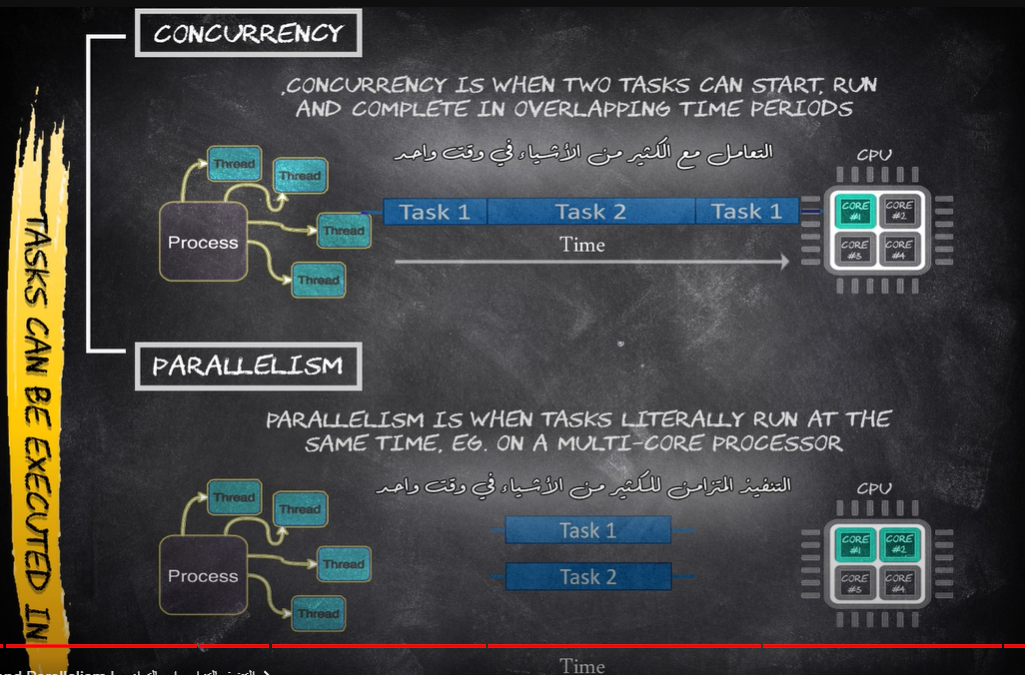 CONCURRENCY
.CONCURRENCY IS WHEN TWO TASKS CAN START, RUN
AND COMPLETE IN OVERLAPPING TIME PERIODS
التعامل مع الكثير من الأشياء في وقت واحد
CPU
Thread
Thread
Process
Thread
Thread
Task 1
Task 2
Task 1
Time
CORE #1
CORE #2
CORE #3
CORE #4
TASKS CAN BE EXECUTED IN
PARALLELISM
PARALLELISM IS WHEN TASKS LITERALLY RUN AT THE
SAME TIME, EG. ON A MULTI-CORE PROCESSOR
التنفيذ المتزامن للكثير من الأشياء في وقت واحد
CPU
Thread
Thread
Process
Thread
Thread
Task 1
Task 2
CORE #1
CORE #2
CORE #3
CORE #4
Time